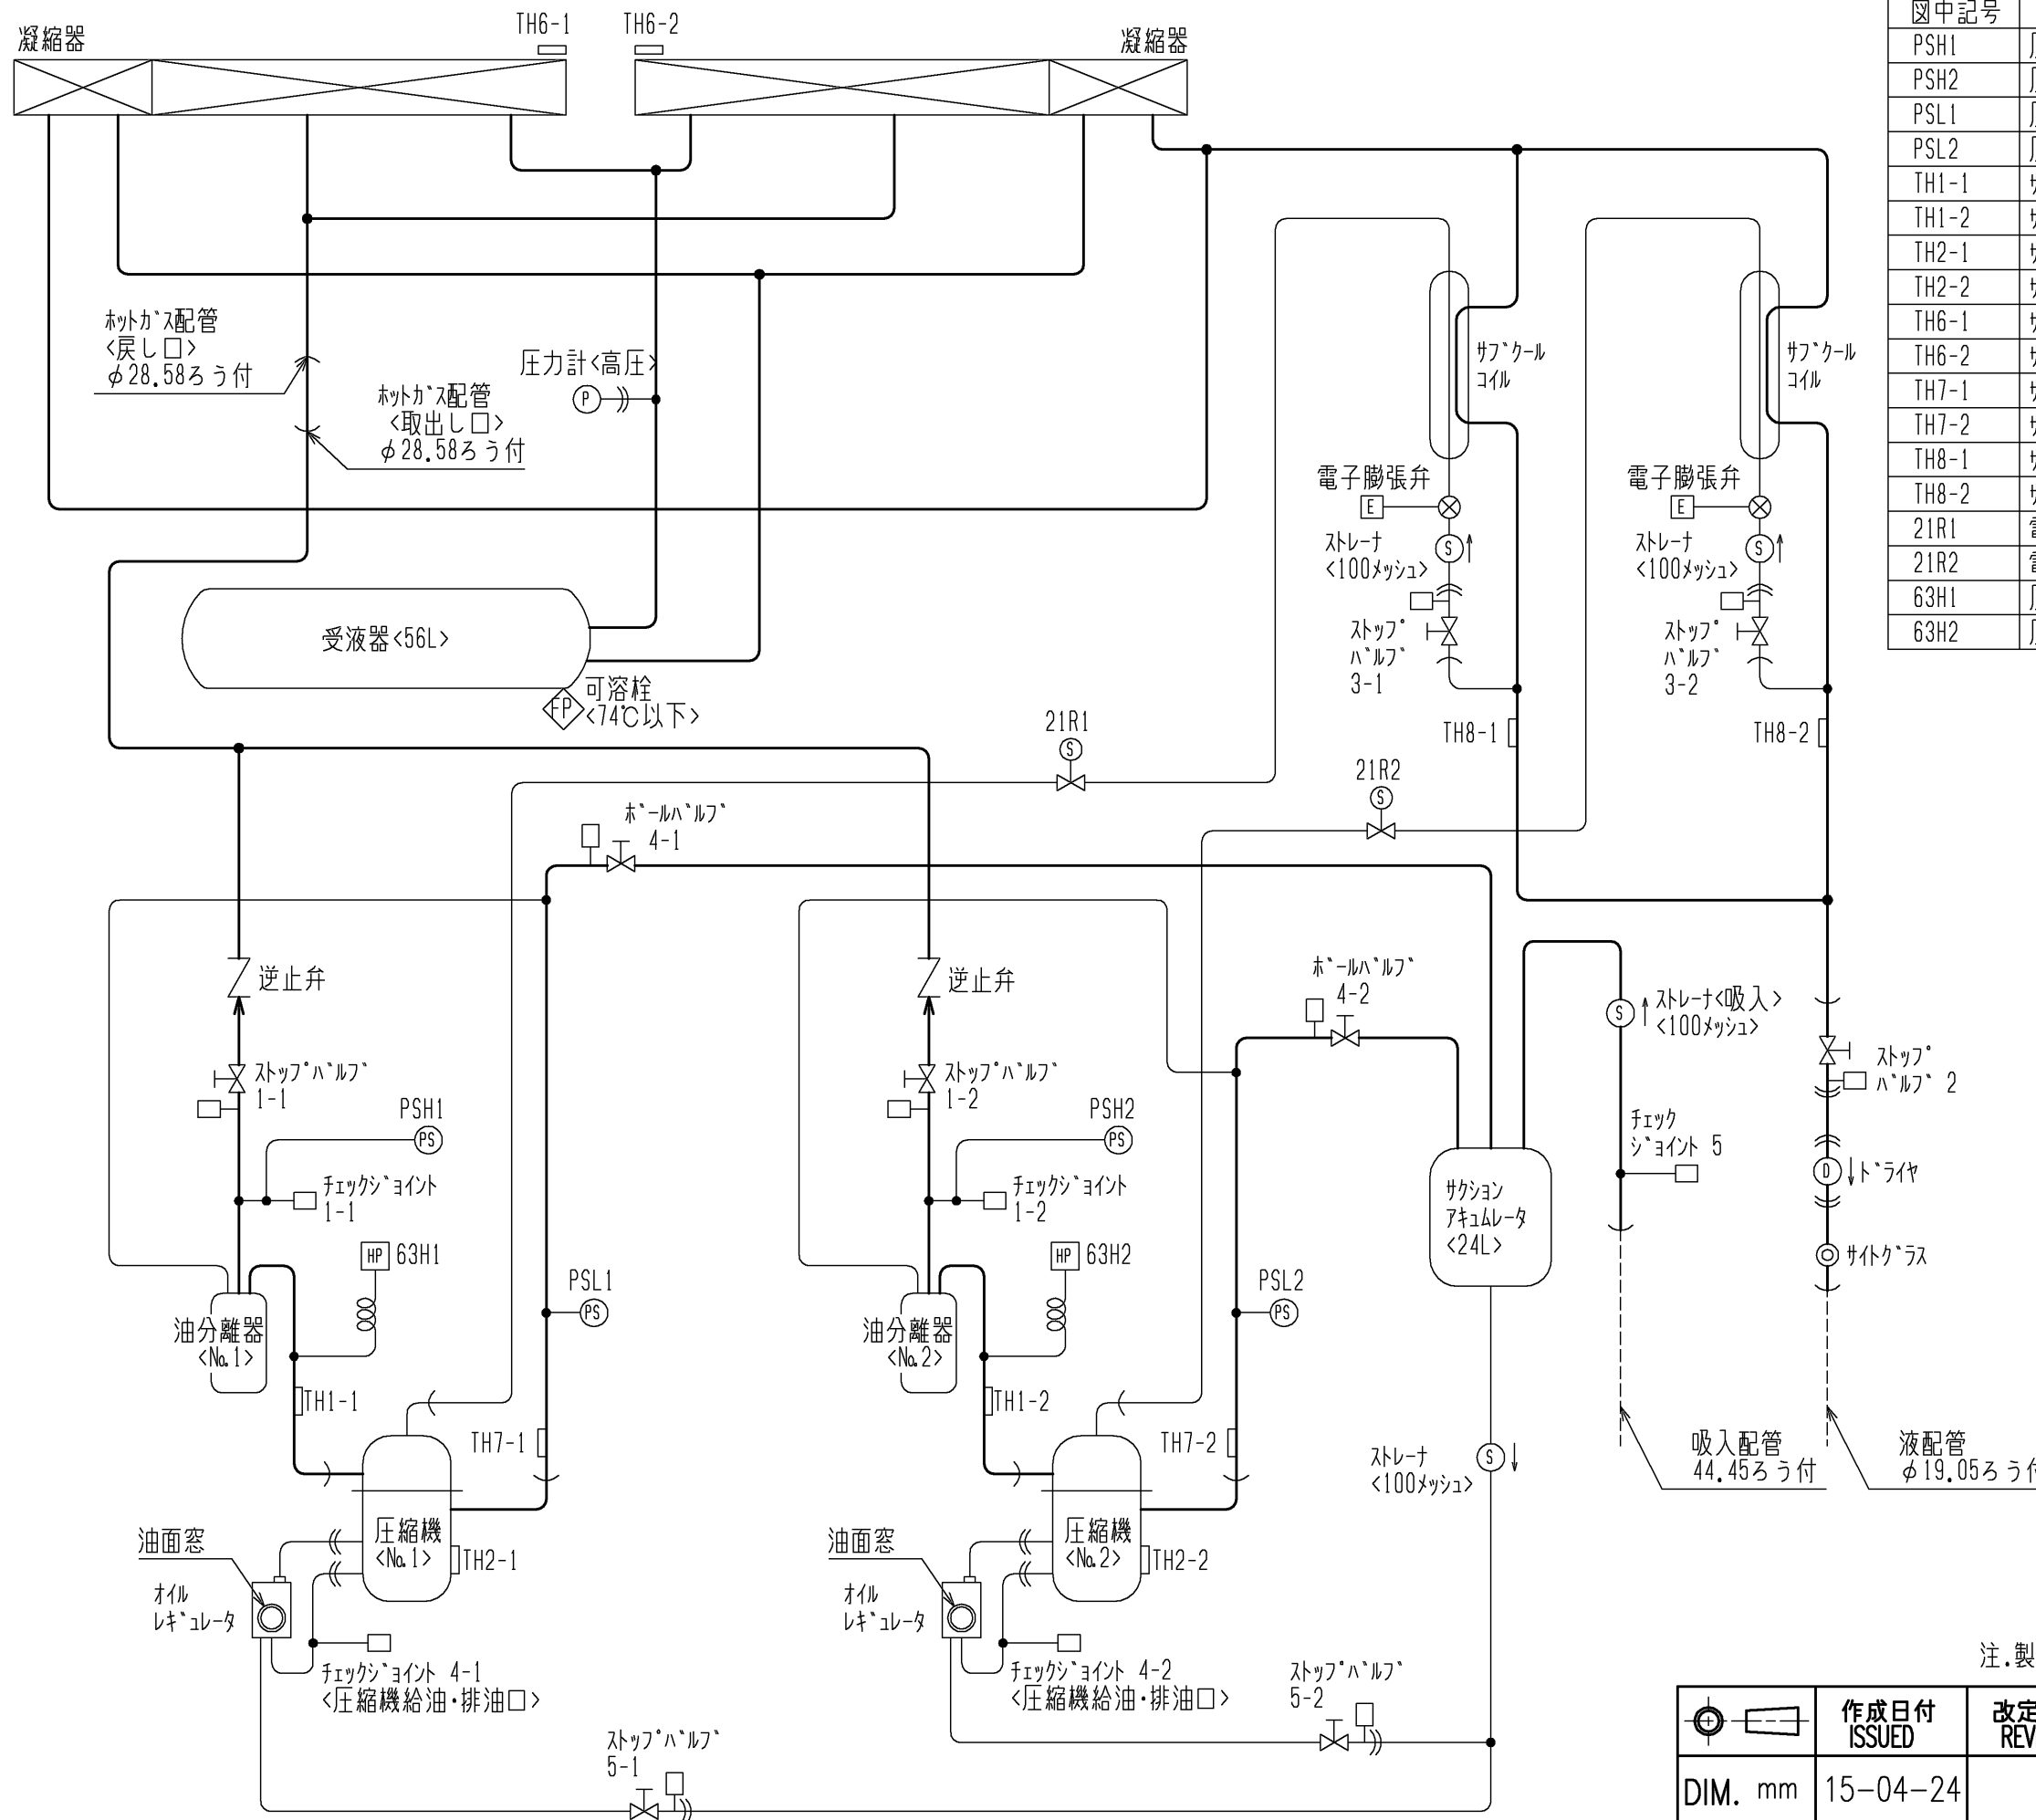 凝縮器
TH6-1
TH6-2
凝縮器
ホットガス配管
<戻し口>
φ28.58ろう付
ホットガス配管
<取出し口>
φ28.58ろう付
圧力計<高圧>
P
サブクール
コイル
サブクール
コイル
電子膨張弁
E
ストレーナ
<100メッシュ>
S
電子膨張弁
E
ストレーナ
<100メッシュ>
S
ストップ
バルブ
3-1
ストップ
バルブ
3-2
受液器<56L>
FP
可溶栓
<74℃以下>
TH8-1
TH8-2
21R1
S
21R2
S
ボールバルブ
4-1
逆止弁
逆止弁
ボールバルブ
4-2
ストレーナ<吸入>
<100メッシュ>
S
ストップバルブ
1-1
ストップバルブ
1-2
ストップ
バルブ 2
PSH1
PS
PSH2
PS
チェックジョイント
1-1
チェックジョイント
1-2
チェック
ジョイント 5
D
ドライヤ
サクション
アキュムレータ
<24L>
HP
63H1
HP
63H2
サイトグラス
PSL1
PS
PSL2
PS
油分離器
<No.1>
油分離器
<No.2>
TH1-1
TH1-2
TH7-1
TH7-2
ストレーナ
<100メッシュ>
S
吸入配管
44.45ろう付
液配管
φ19.05ろう付
油面窓
圧縮機
<No.1>
TH2-1
油面窓
圧縮機
<No.2>
TH2-2
オイル
レギュレータ
オイル
レギュレータ
チェックジョイント 4-1
<圧縮機給油・排油口>
チェックジョイント 4-2
<圧縮機給油・排油口>
ストップバルブ
5-2
ストップバルブ
5-1
図中記号
PSH1
PSH2
PSL1
PSL2
TH1-1
TH1-2
TH2-1
TH2-2
TH6-1
TH6-2
TH7-1
TH7-2
TH8-1
TH8-2
21R1
21R2
63H1
63H2
注.製
作成日付
ISSUED
改定
REV
DIM. mm
15-04-24